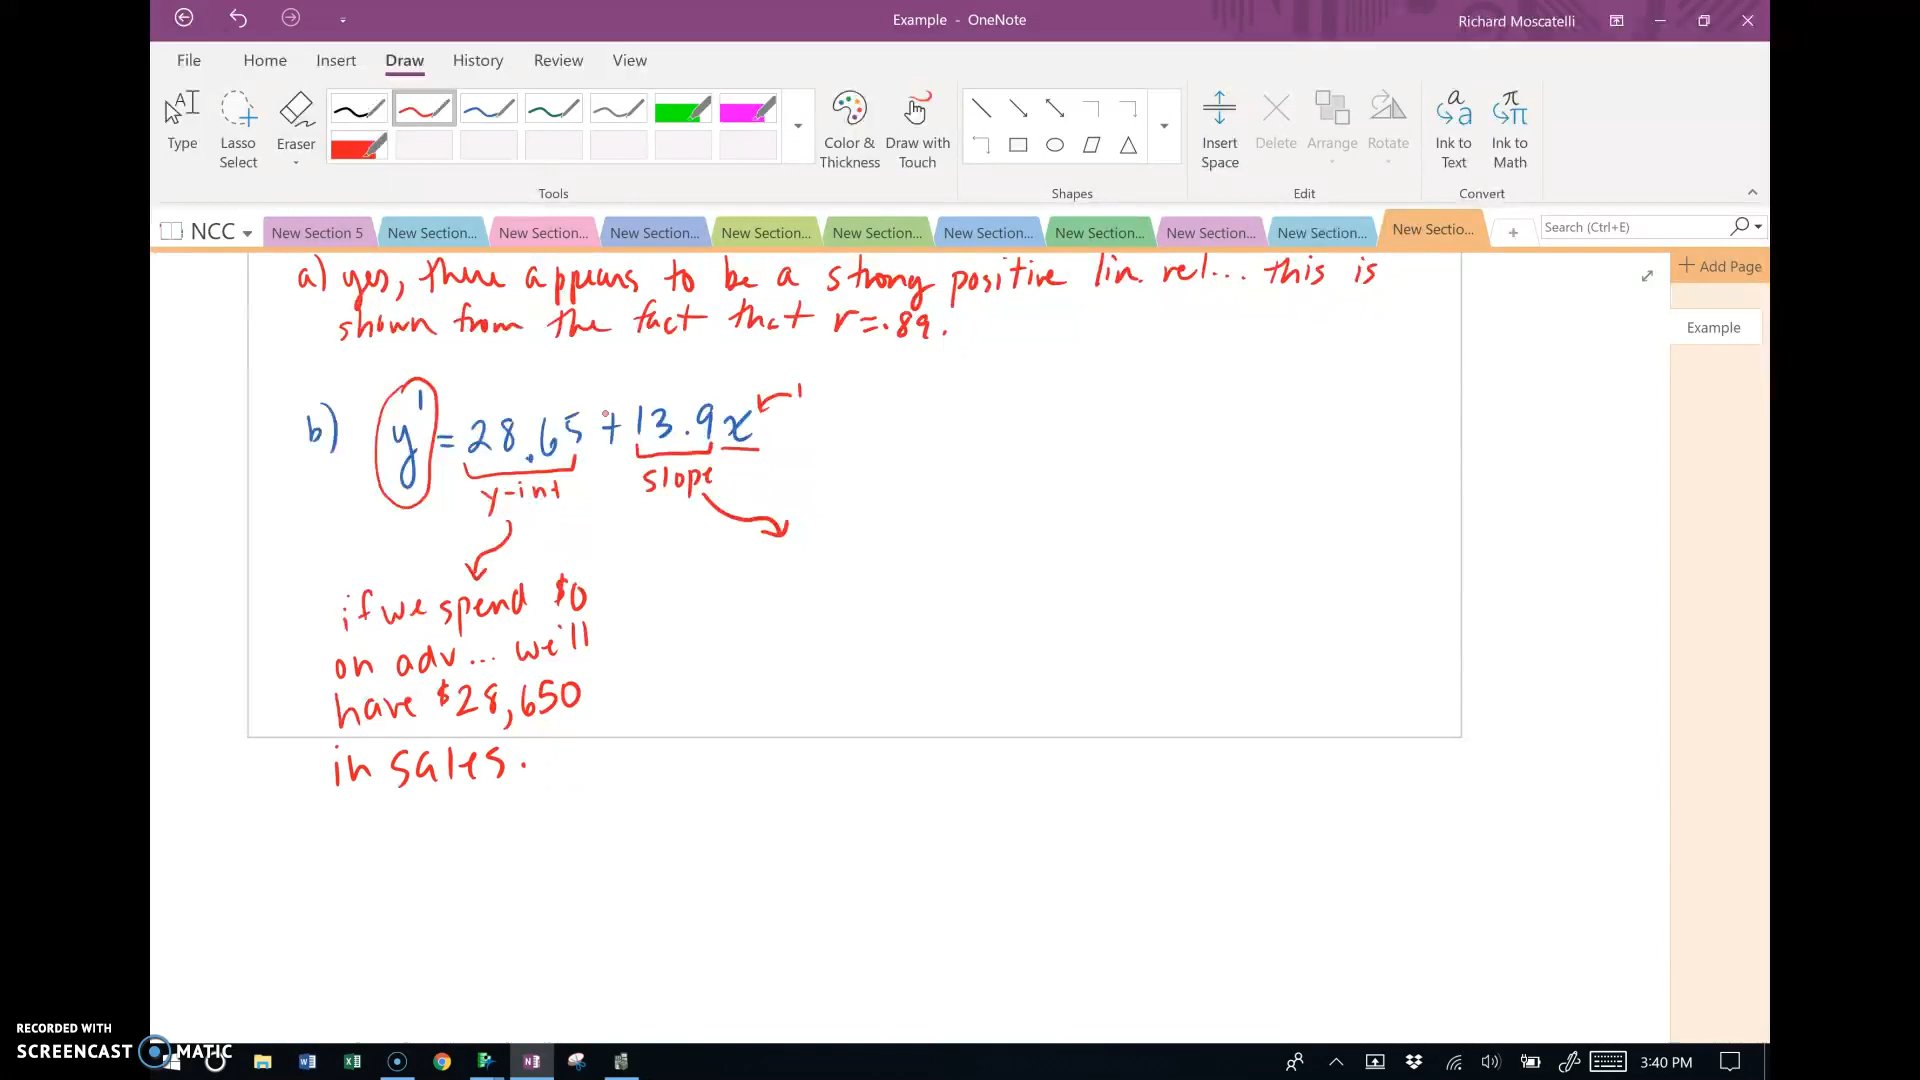 Example - OneNote
Richard Moscatelli
File Home Insert Draw History Review View
Type
Lasso Select
Eraser
Color & Thickness
Draw with Touch
Insert Space
Delete
Arrange
Rotate
Ink to Text
Ink to Math
Tools Shapes Edit Convert
NCC New Section 5 New Section... New Section... New Section... New Section... New Section... New Section... New Section... New Section... New Section... New Sectio... + Search (Ctrl+E)
+ Add Page
Example
a) yes, there appears to be a strong positive lin. rel... this is
shown from the fact that r=.89.
b) y' = 28.65 + 13.9x 1
y-int slope
if we spend $0
on adv... we'll
have $28,650
in sales.
RECORDED WITH
SCREENCAST MATIC
3:40 PM